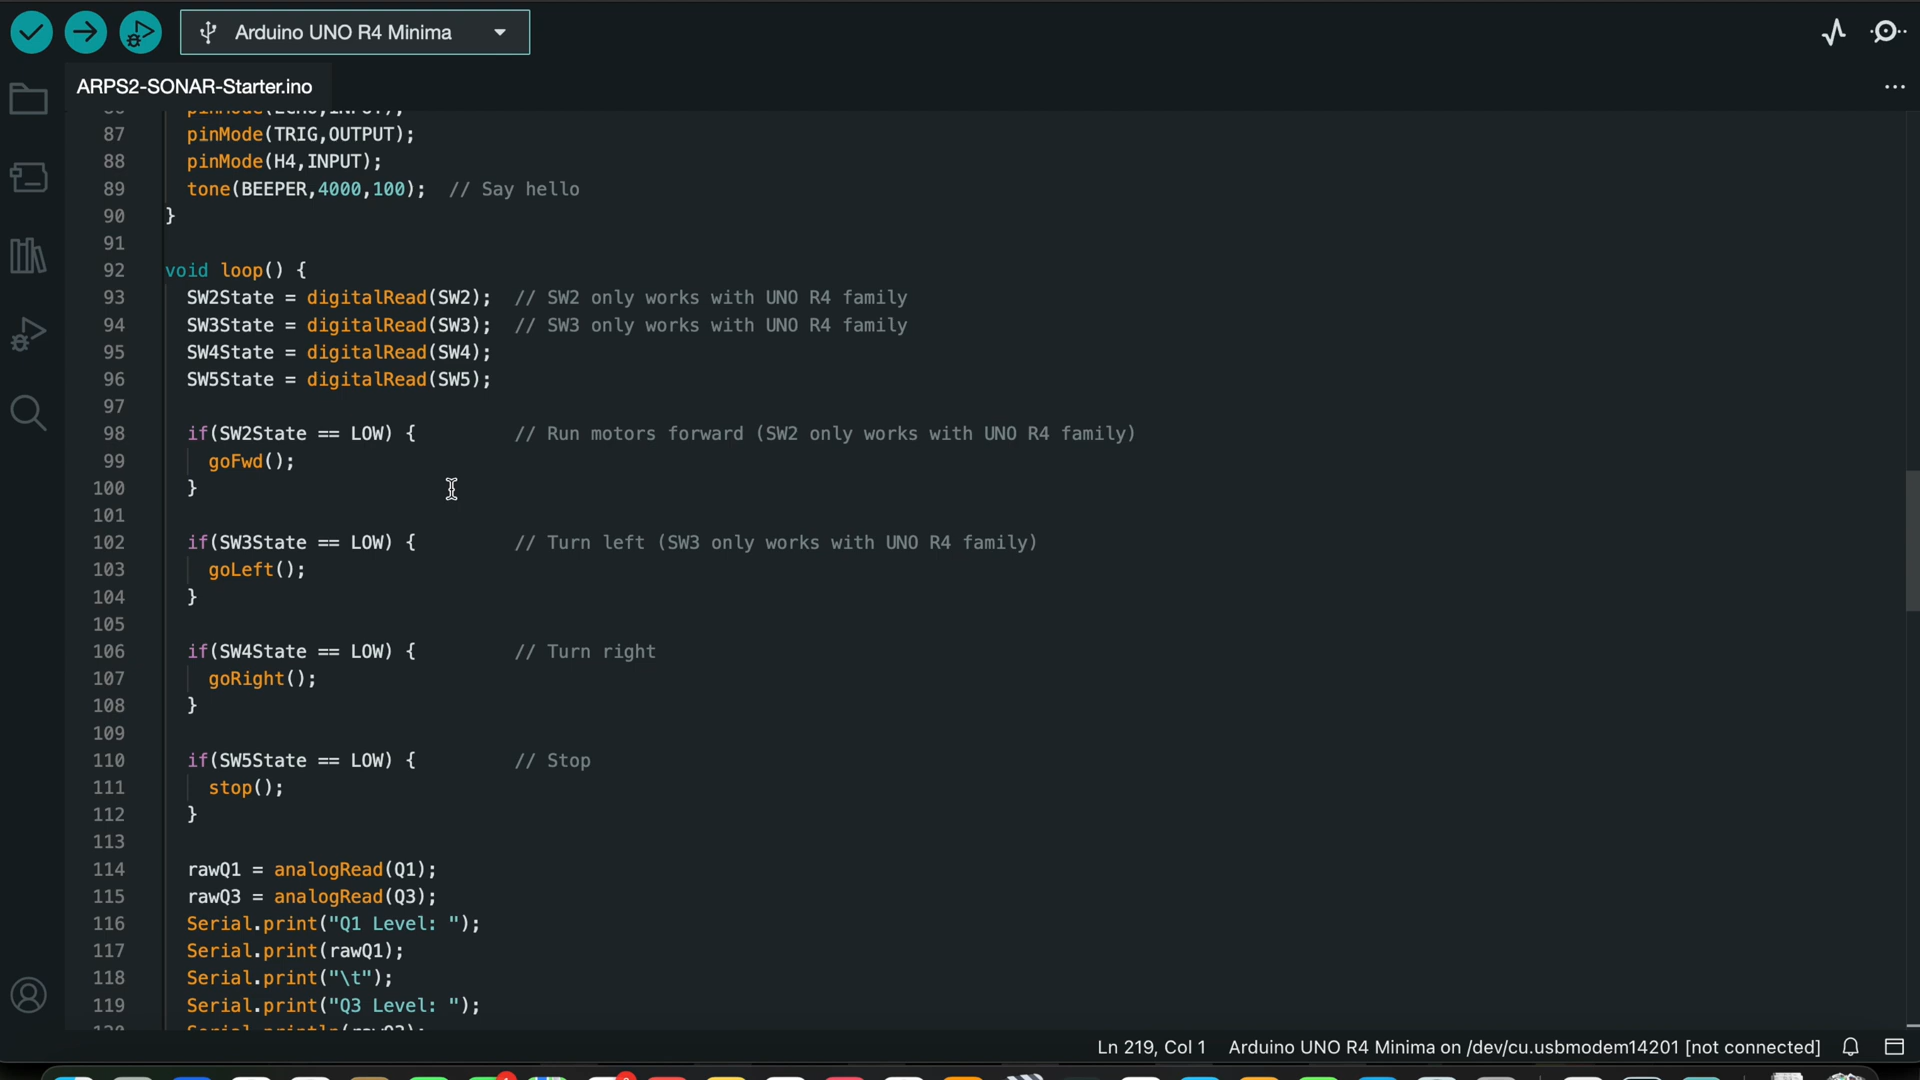 Arduino UNO R4 Minima
ARPS2-SONAR-Starter.ino
87 pinMode(TRIG,OUTPUT);
88 pinMode(H4,INPUT);
89 tone(BEEPER,4000,100);  // Say hello
90 }
91
92 void loop() {
93 SW2State = digitalRead(SW2);  // SW2 only works with UNO R4 family
94 SW3State = digitalRead(SW3);  // SW3 only works with UNO R4 family
95 SW4State = digitalRead(SW4);
96 SW5State = digitalRead(SW5);
97
98 if(SW2State == LOW) {         // Run motors forward (SW2 only works with UNO R4 family)
99 goFwd();
100 }
101
102 if(SW3State == LOW) {         // Turn left (SW3 only works with UNO R4 family)
103 goLeft();
104 }
105
106 if(SW4State == LOW) {         // Turn right
107 goRight();
108 }
109
110 if(SW5State == LOW) {         // Stop
111 stop();
112 }
113
114 rawQ1 = analogRead(Q1);
115 rawQ3 = analogRead(Q3);
116 Serial.print("Q1 Level: ");
117 Serial.print(rawQ1);
118 Serial.print("\t");
119 Serial.print("Q3 Level: ");
Ln 219, Col 1 Arduino UNO R4 Minima on /dev/cu.usbmodem14201 [not connected]